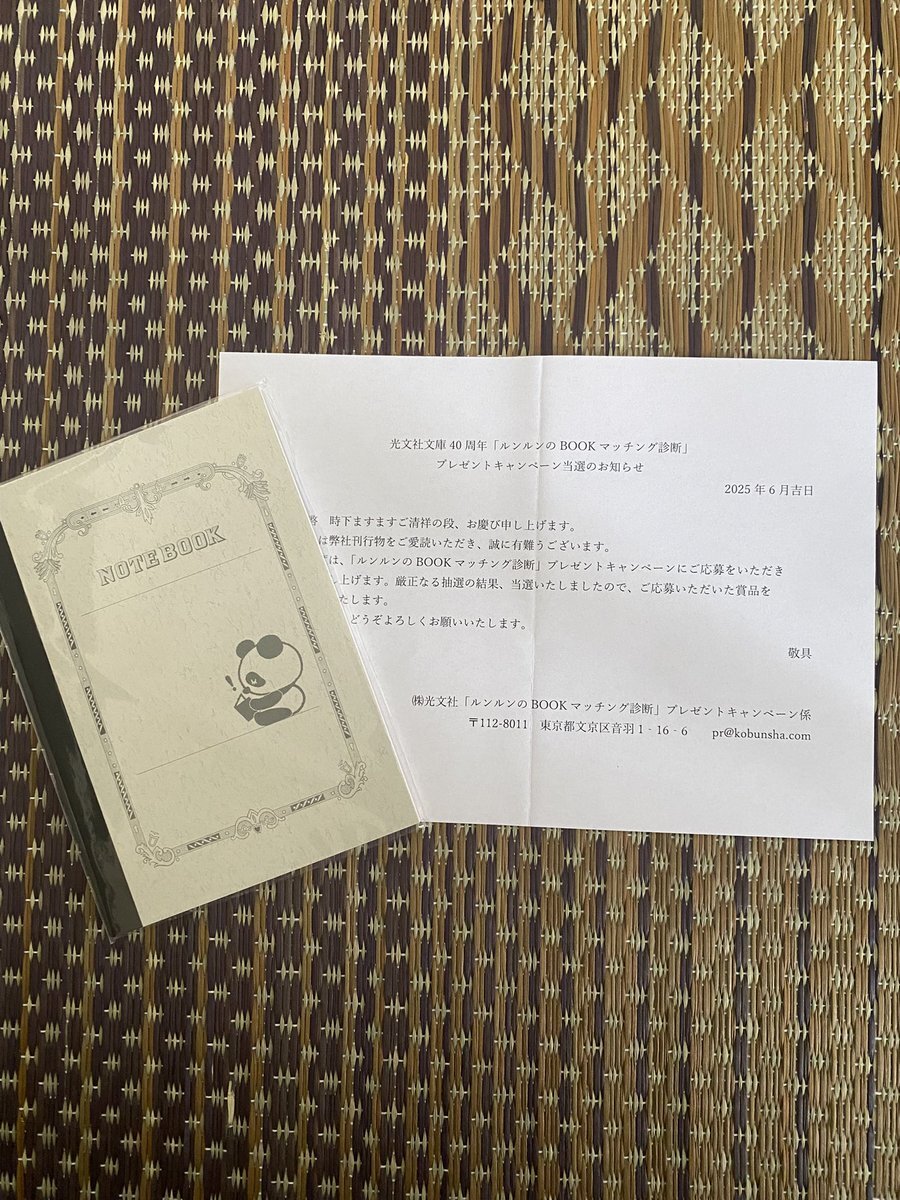 NOTEBOOK
光文社文庫40周年「ルンルンのBOOKマッチング診断」
プレゼントキャンペーン当選のお知らせ
2025年6月吉日
時下ますますご清祥の段、お慶び申し上げます。
は弊社刊行物をご愛読いただき、誠に有難うございます。
は、「ルンルンのBOOKマッチング診断」プレゼントキャンペーンにご応募をいただき
し上げます。厳正なる抽選の結果、当選いたしましたので、ご応募いただいた賞品を
たします。
どうぞよろしくお願いいたします。
敬具
㈱光文社「ルンルンのBOOKマッチング診断」プレゼントキャンペーン係
〒112-8011 東京都文京区音羽1‐16‐6 pr@kobunsha.com